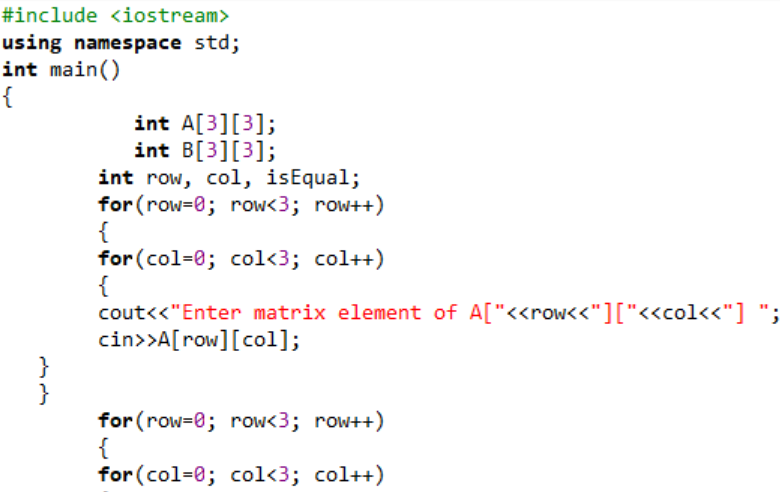 #include <iostream>
using namespace std;
int main()
{
int A[3][3];
int B[3][3];
int row, col, isEqual;
for(row=0; row<3; row++)
{
for(col=0; col<3; col++)
{
cout<<"Enter matrix element of A["<<row<<"]["<<col<<"] ";
cin>>A[row][col];
}
}
for(row=0; row<3; row++)
{
for(col=0; col<3; col++)